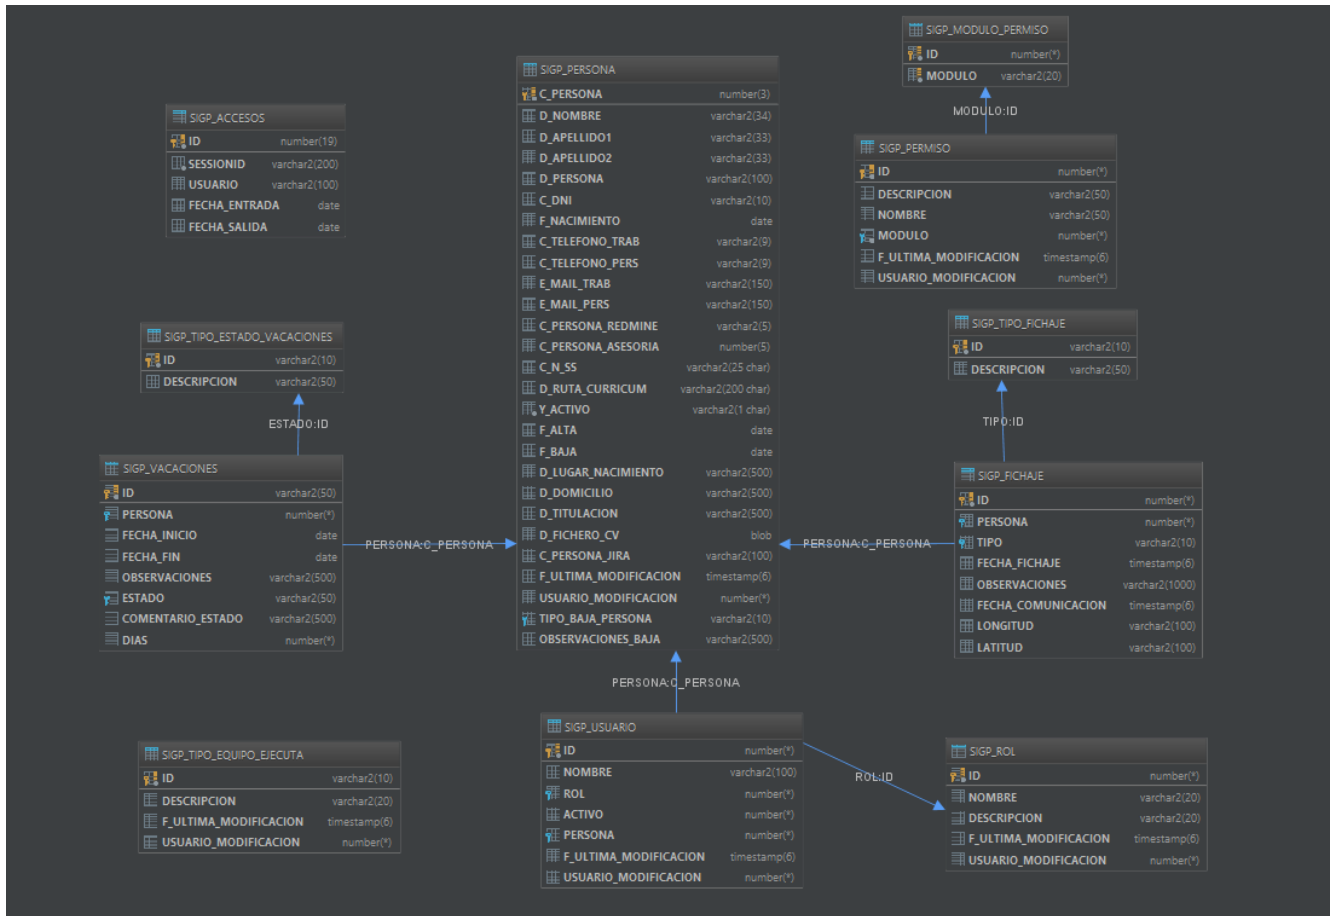 SIGP_MODULO_PERMISO
ID number(*)
MODULO varchar2(20)
MODULO:ID
SIGP_PERSONA
C_PERSONA number(3)
D_NOMBRE varchar2(34)
D_APELLIDO1 varchar2(33)
D_APELLIDO2 varchar2(33)
D_PERSONA varchar2(100)
C_DNI varchar2(10)
F_NACIMIENTO date
C_TELEFONO_TRAB varchar2(9)
C_TELEFONO_PERS varchar2(9)
E_MAIL_TRAB varchar2(150)
E_MAIL_PERS varchar2(150)
C_PERSONA_REDMINE varchar2(5)
C_PERSONA_ASESORIA number(5)
C_N_SS varchar2(25 char)
D_RUTA_CURRICUM varchar2(200 char)
Y_ACTIVO varchar2(1 char)
F_ALTA date
F_BAJA date
D_LUGAR_NACIMIENTO varchar2(500)
D_DOMICILIO varchar2(500)
D_TITULACION varchar2(500)
D_FICHERO_CV blob
C_PERSONA_JIRA varchar2(100)
F_ULTIMA_MODIFICACION timestamp(6)
USUARIO_MODIFICACION number(*)
TIPO_BAJA_PERSONA varchar2(10)
OBSERVACIONES_BAJA varchar2(500)
SIGP_ACCESOS
ID number(19)
SESSIONID varchar2(200)
USUARIO varchar2(100)
FECHA_ENTRADA date
FECHA_SALIDA date
SIGP_PERMISO
ID number(*)
DESCRIPCION varchar2(50)
NOMBRE varchar2(50)
MODULO number(*)
F_ULTIMA_MODIFICACION timestamp(6)
USUARIO_MODIFICACION number(*)
SIGP_TIPO_ESTADO_VACACIONES
ID varchar2(10)
DESCRIPCION varchar2(50)
ESTADO:ID
SIGP_TIPO_FICHAJE
ID varchar2(10)
DESCRIPCION varchar2(50)
TIPO:ID
SIGP_VACACIONES
ID varchar2(50)
PERSONA number(*)
FECHA_INICIO date
FECHA_FIN date
OBSERVACIONES varchar2(500)
ESTADO varchar2(50)
COMENTARIO_ESTADO varchar2(500)
DIAS number(*)
PERSONA:C_PERSONA
PERSONA:C_PERSONA
SIGP_FICHAJE
ID number(*)
PERSONA number(*)
TIPO varchar2(10)
FECHA_FICHAJE timestamp(6)
OBSERVACIONES varchar2(1000)
FECHA_COMUNICACION timestamp(6)
LONGITUD varchar2(100)
LATITUD varchar2(100)
PERSONA:C_PERSONA
SIGP_TIPO_EQUIPO_EJECUTA
ID varchar2(10)
DESCRIPCION varchar2(20)
F_ULTIMA_MODIFICACION timestamp(6)
USUARIO_MODIFICACION number(*)
SIGP_USUARIO
ID number(*)
NOMBRE varchar2(100)
ROL number(*)
ACTIVO number(*)
PERSONA number(*)
F_ULTIMA_MODIFICACION timestamp(6)
USUARIO_MODIFICACION number(*)
ROL:ID
SIGP_ROL
ID number(*)
NOMBRE varchar2(20)
DESCRIPCION varchar2(20)
F_ULTIMA_MODIFICACION timestamp(6)
USUARIO_MODIFICACION number(*)